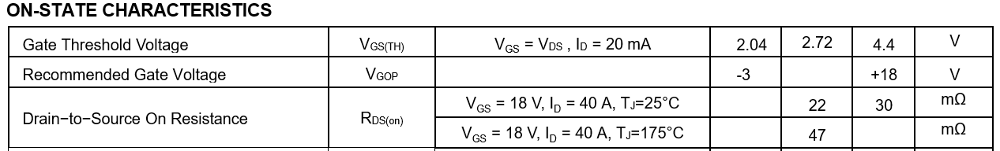 ON-STATE CHARACTERISTICS
Gate Threshold Voltage VGS(TH) VGS = VDS , ID = 20 mA 2.04 2.72 4.4 V
Recommended Gate Voltage VGOP -3 +18 V
Drain−to−Source On Resistance RDS(on) VGS = 18 V, ID = 40 A, TJ=25°C 22 30 mΩ
VGS = 18 V, ID = 40 A, TJ=175°C 47 mΩ